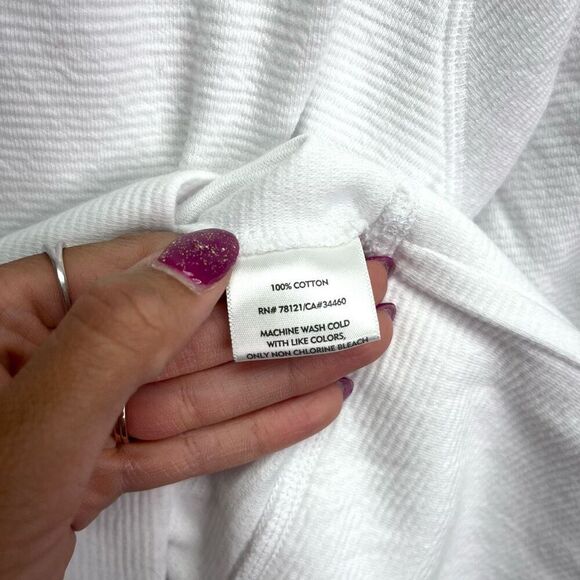 100% COTTON
RN# 78121/CA#34460
MACHINE WASH COLD
WITH LIKE COLORS,
ONLY NON CHLORINE BLEACH